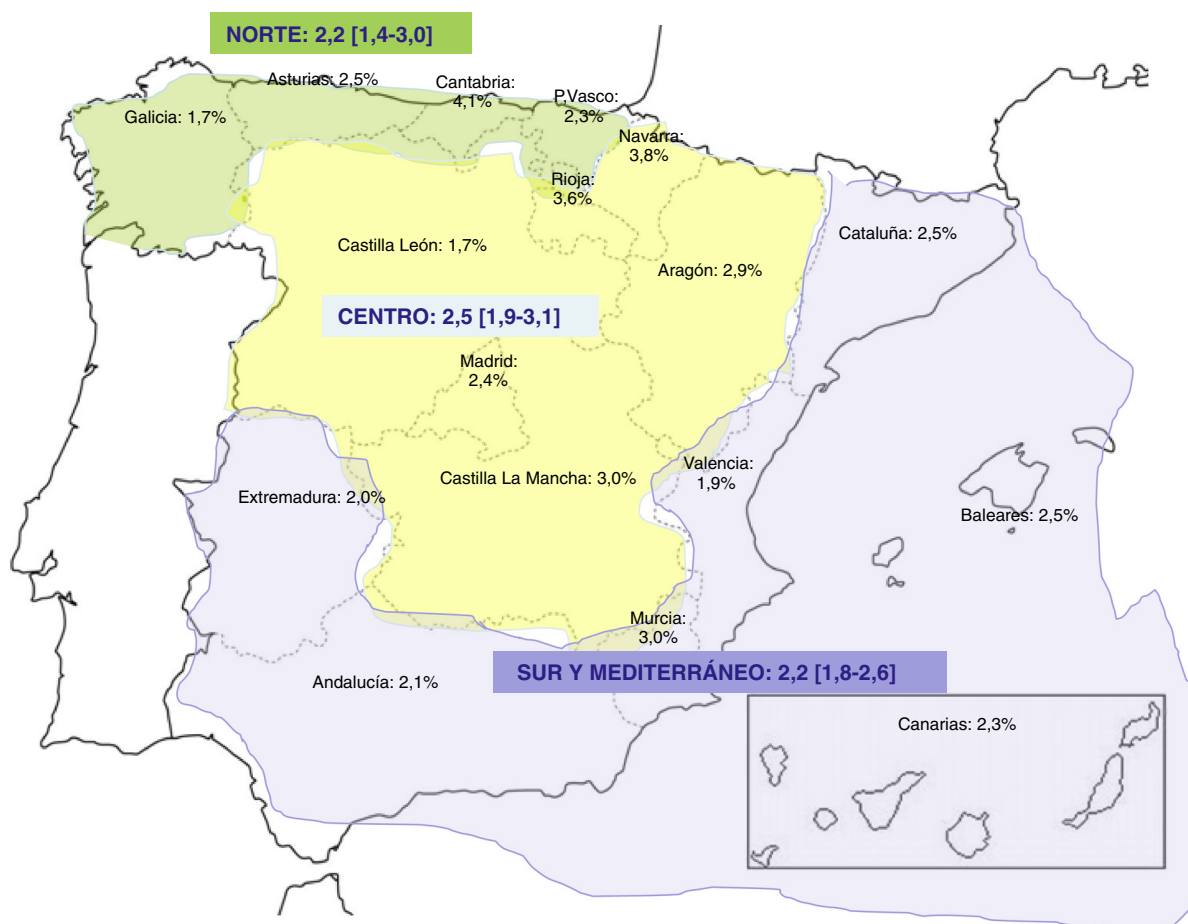 NORTE: 2,2 [1,4-3,0]
Asturias: 2,5%
Cantabria:
4,1%
P,Vasco:
2,3%
Galicia: 1,7%
Navarra:
3,8%
Rioja:
3,6%
Castilla León: 1,7%
Cataluña: 2,5%
Aragón: 2,9%
CENTRO: 2,5 [1,9-3,1]
Madrid:
2,4%
Valencia:
1,9%
Castilla La Mancha: 3,0%
Extremadura: 2,0%
Baleares: 2,5%
Murcia:
3,0%
SUR Y MEDITERRÁNEO: 2,2 [1,8-2,6]
Andalucía: 2,1%
Canarias: 2,3%